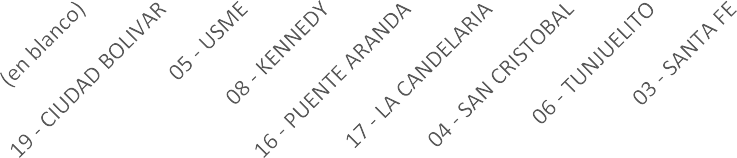 (en blanco)
19 - CIUDAD BOLIVAR
05 - USME
08 - KENNEDY
16 - PUENTE ARANDA
17 - LA CANDELARIA
04 - SAN CRISTOBAL
06 - TUNJUELITO
03 - SANTA FE